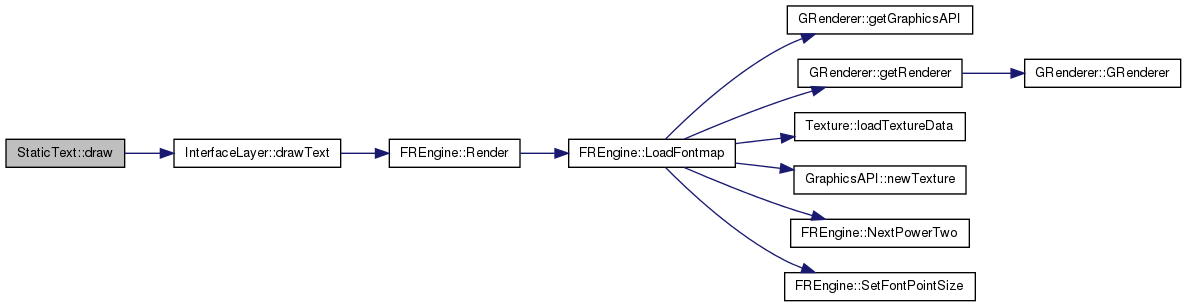 GRenderer::getGraphicsAPI
GRenderer::getRenderer
GRenderer::GRenderer
Texture::loadTextureData
StaticText::draw
InterfaceLayer::drawText
FREngine::Render
FREngine::LoadFontmap
GraphicsAPI::newTexture
FREngine::NextPowerTwo
FREngine::SetFontPointSize